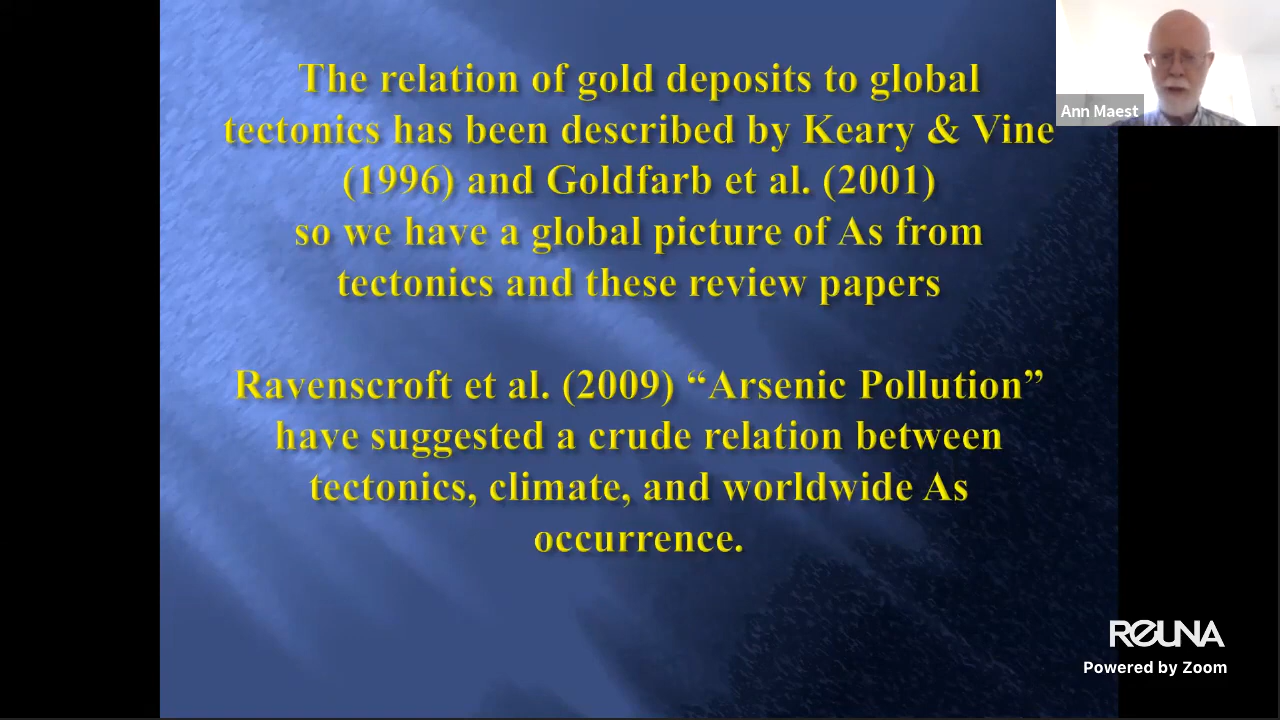 The relation of gold deposits to global
tectonics has been described by Keary & Vine
(1996) and Goldfarb et al. (2001)
so we have a global picture of As from
tectonics and these review papers
Ravenscroft et al. (2009) “Arsenic Pollution”
have suggested a crude relation between
tectonics, climate, and worldwide As
occurrence.
Ann Maest
REUNA
Powered by Zoom